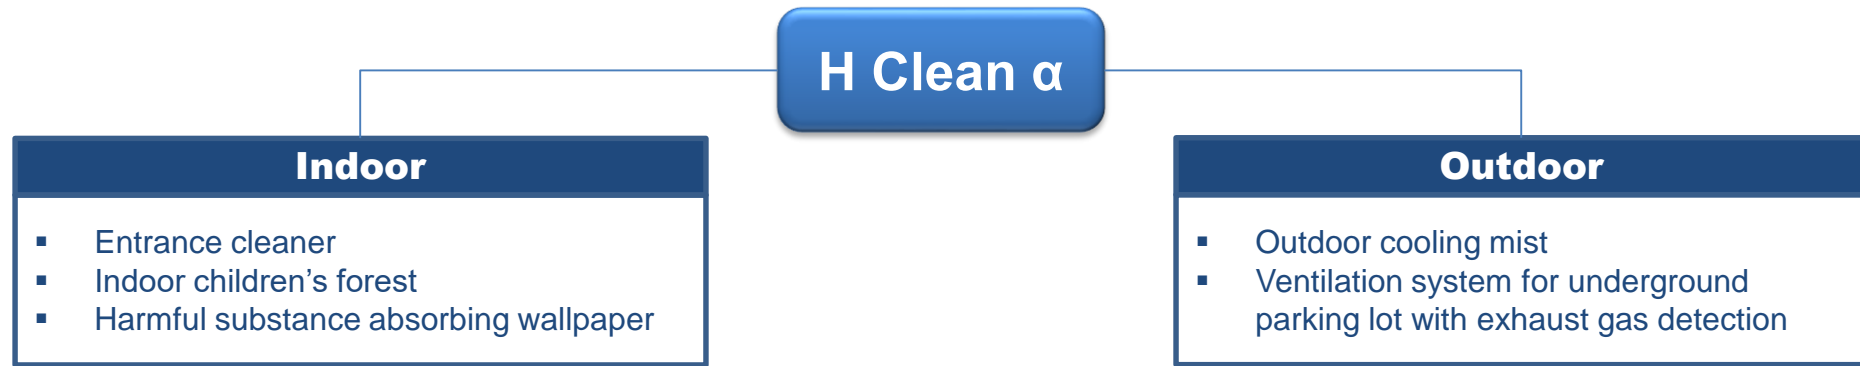 H Clean α
Indoor
▪ Entrance cleaner
▪ Indoor children’s forest
▪ Harmful substance absorbing wallpaper
Outdoor
▪ Outdoor cooling mist
▪ Ventilation system for underground
parking lot with exhaust gas detection